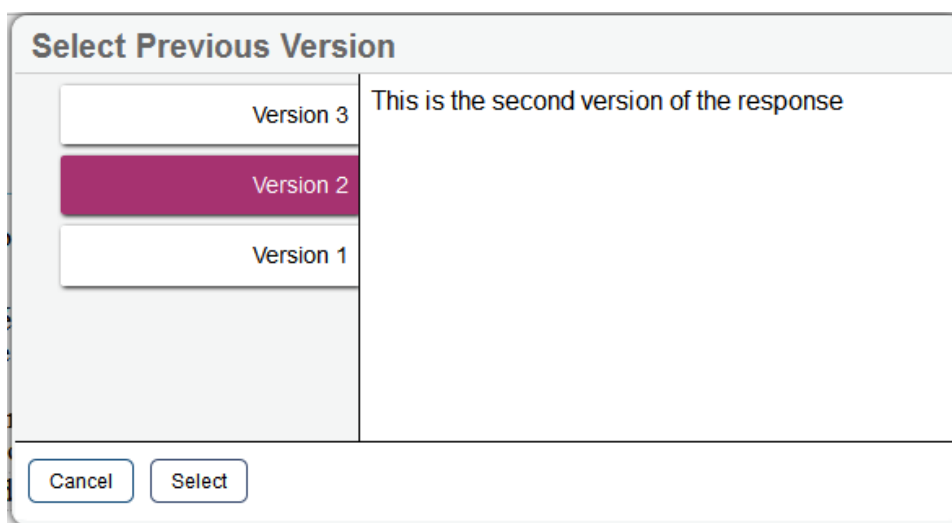 Select Previous Version
Version 3
Version 2
Version 1
This is the second version of the response
Cancel
Select